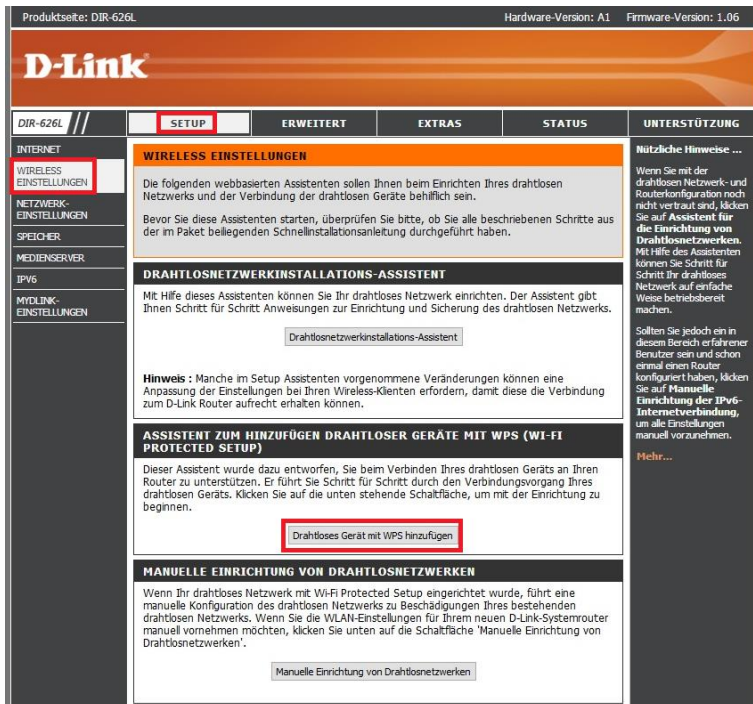 Produktseite: DIR-626L Hardware-Version: A1 Firmware-Version: 1.06
D-Link
DIR-626L SETUP ERWEITERT EXTRAS STATUS UNTERSTÜTZUNG
INTERNET
WIRELESS
EINSTELLUNGEN
NETZWERK-
EINSTELLUNGEN
SPEICHER
MEDIENSERVER
IPV6
MYDLINK-
EINSTELLUNGEN
WIRELESS EINSTELLUNGEN
Die folgenden webbasierten Assistenten sollen Ihnen beim Einrichten Ihres drahtlosen
Netzwerks und der Verbindung der drahtlosen Geräte behilflich sein.
Bevor Sie diese Assistenten starten, überprüfen Sie bitte, ob Sie alle beschriebenen Schritte aus
der im Paket beiliegenden Schnellinstallationsanleitung durchgeführt haben.
DRAHTLOSNETZWERKINSTALLATIONS-ASSISTENT
Mit Hilfe dieses Assistenten können Sie Ihr drahtloses Netzwerk einrichten. Der Assistent gibt
Ihnen Schritt für Schritt Anweisungen zur Einrichtung und Sicherung des drahtlosen Netzwerks.
Drahtlosnetzwerkinstallations-Assistent
Hinweis : Manche im Setup Assistenten vorgenommene Veränderungen können eine
Anpassung der Einstellungen bei Ihren Wireless-Klienten erfordern, damit diese die Verbindung
zum D-Link Router aufrecht erhalten können.
ASSISTENT ZUM HINZUFÜGEN DRAHTLOSER GERÄTE MIT WPS (WI-FI
PROTECTED SETUP)
Dieser Assistent wurde dazu entworfen, Sie beim Verbinden Ihres drahtlosen Geräts an Ihren
Router zu unterstützen. Er führt Sie Schritt für Schritt durch den Verbindungsvorgang Ihres
drahtlosen Geräts. Klicken Sie auf die unten stehende Schaltfläche, um mit der Einrichtung zu
beginnen.
Drahtloses Gerät mit WPS hinzufügen
MANUELLE EINRICHTUNG VON DRAHTLOSNETZWERKEN
Wenn Ihr drahtloses Netzwerk mit Wi-Fi Protected Setup eingerichtet wurde, führt eine
manuelle Konfiguration des drahtlosen Netzwerks zu Beschädigungen Ihres bestehenden
drahtlosen Netzwerks. Wenn Sie die WLAN-Einstellungen für Ihrem neuen D-Link-Systemrouter
manuell vornehmen möchten, klicken Sie unten auf die Schaltfläche 'Manuelle Einrichtung von
Drahtlosnetzwerken'.
Manuelle Einrichtung von Drahtlosnetzwerken
Nützliche Hinweise ...
Wenn Sie mit der
drahtlosen Netzwerk- und
Routerkonfiguration noch
nicht vertraut sind, klicken
Sie auf Assistent für
die Einrichtung von
Drahtlosnetzwerken.
Mit Hilfe des Assistenten
können Sie Schritt für
Schritt Ihr drahtloses
Netzwerk auf einfache
Weise betriebsbereit
machen.
Sollten Sie jedoch ein in
diesem Bereich erfahrener
Benutzer sein und schon
einmal einen Router
konfiguriert haben, klicken
Sie auf Manuelle
Einrichtung der IPv6-
Internetverbindung,
um alle Einstellungen
manuell vorzunehmen.
Mehr...